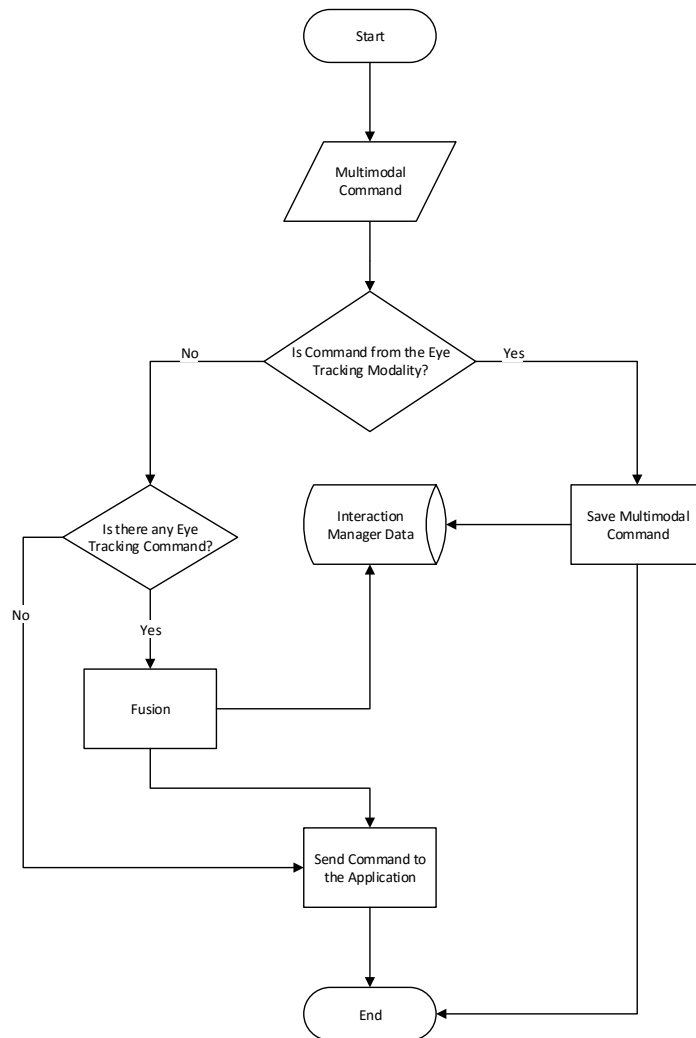 Start
Multimodal
Command
Is Command from the Eye
Tracking Modality?
No
Yes
Is there any Eye
Tracking Command?
Interaction
Manager Data
Save Multimodal
Command
No
Yes
Fusion
Send Command to
the Application
End